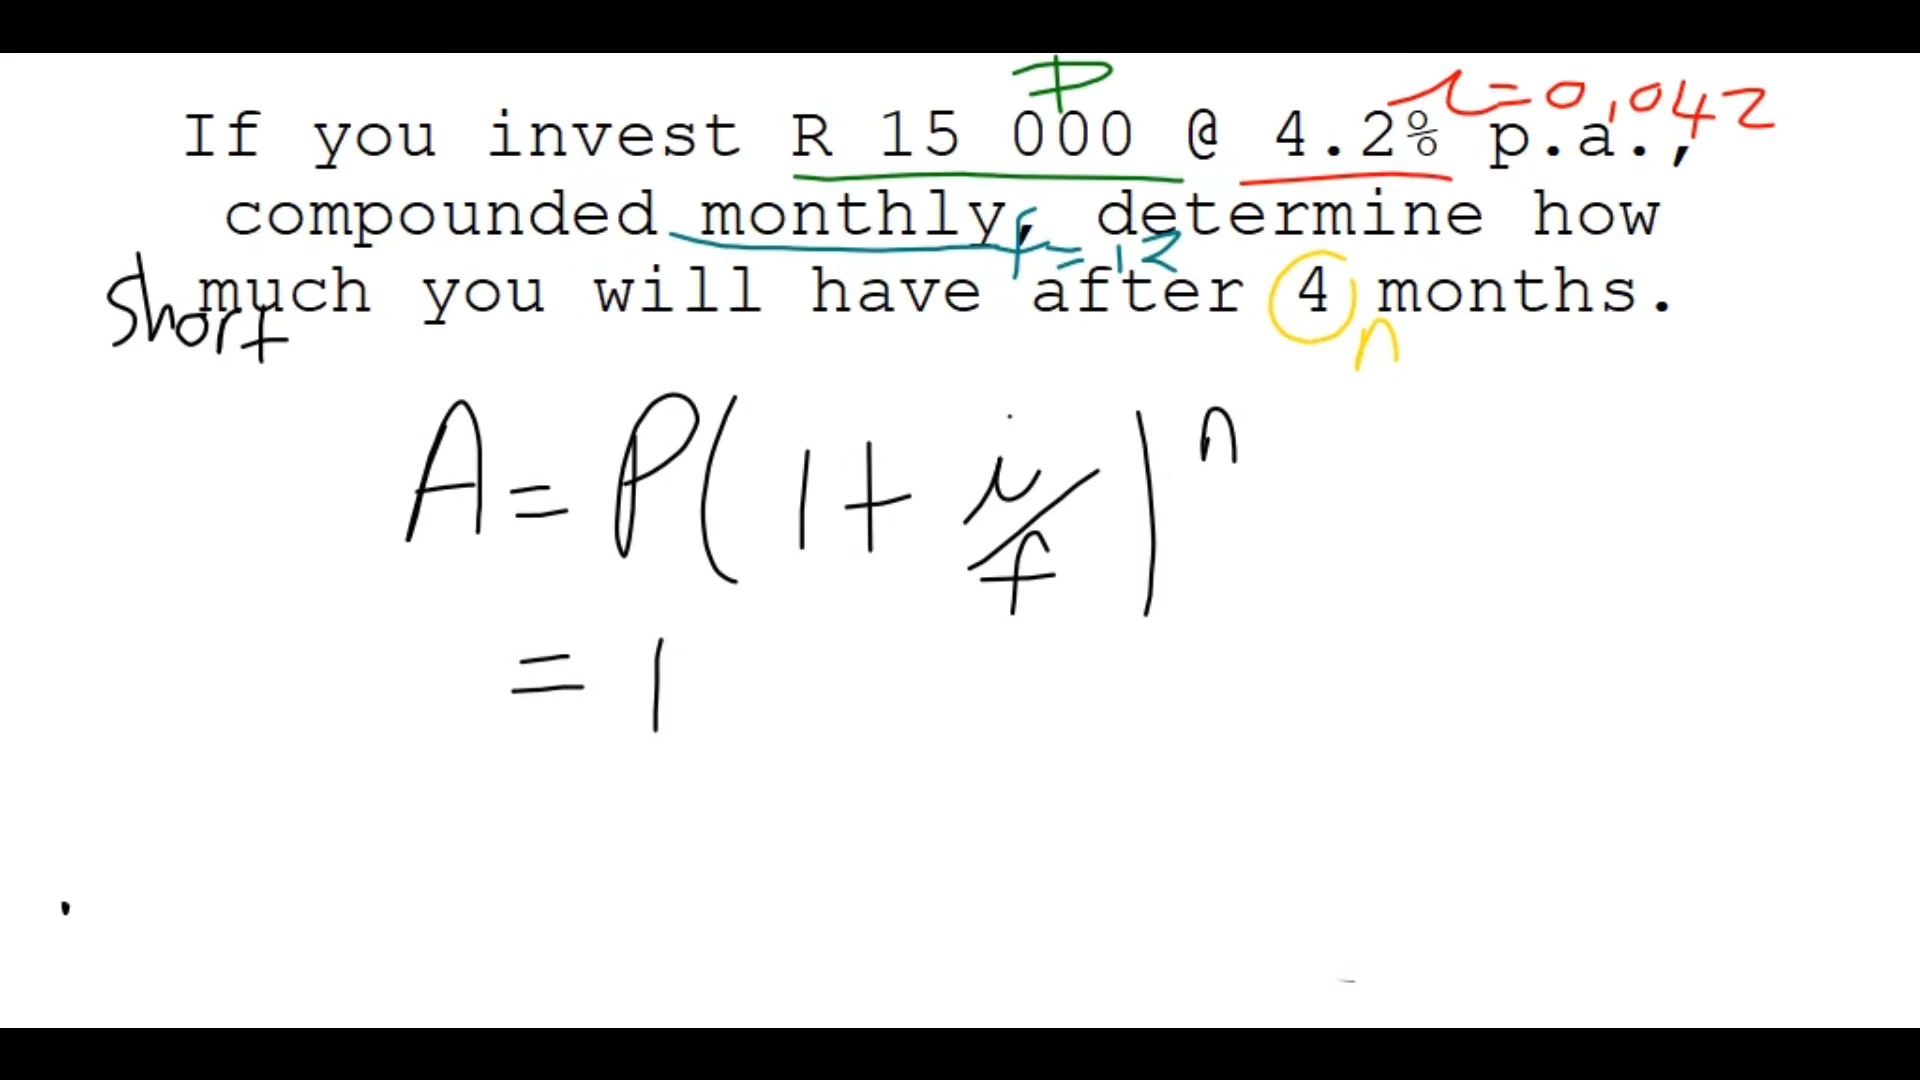 P
i=0,042
If you invest R 15 000 @ 4.2% p.a.,
compounded monthly, determine how
f=12
much you will have after 4 months.
short
n
A=P(1+i/f)^n
=1